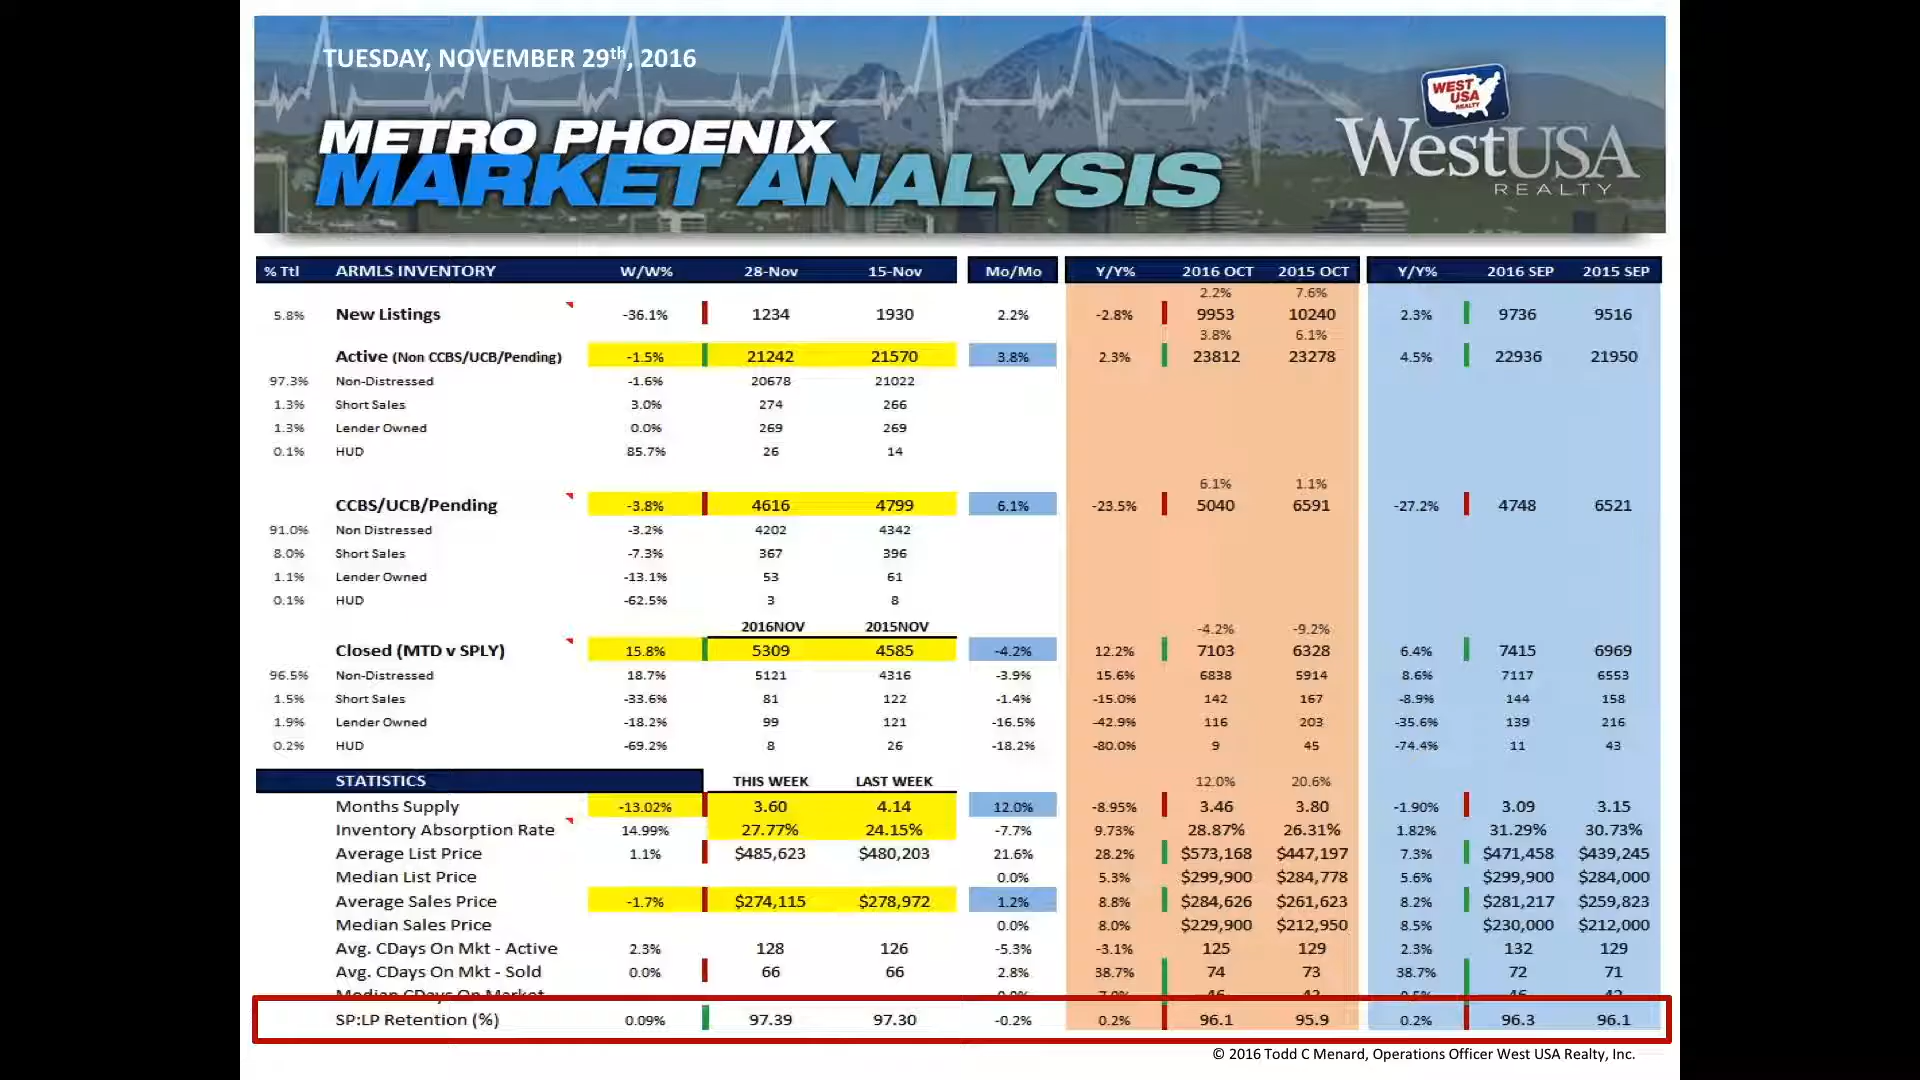 TUESDAY, NOVEMBER 29th, 2016
WEST USA REALTY
METRO PHOENIX
MARKET ANALYSIS
WestUSA
REALTY
% Ttl ARMLS INVENTORY W/W% 28-Nov 15-Nov Mo/Mo Y/Y% 2016 OCT 2015 OCT Y/Y% 2016 SEP 2015 SEP
2.2% 7.6%
5.8% New Listings -36.1% 1234 1930 2.2% -2.8% 9953 10240 2.3% 9736 9516
3.8% 6.1%
Active (Non CCBS/UCB/Pending) -1.5% 21242 21570 3.8% 2.3% 23812 23278 4.5% 22936 21950
97.3% Non-Distressed -1.6% 20678 21022
1.3% Short Sales 3.0% 274 266
1.3% Lender Owned 0.0% 269 269
0.1% HUD 85.7% 26 14
6.1% 1.1%
CCBS/UCB/Pending -3.8% 4616 4799 6.1% -23.5% 5040 6591 -27.2% 4748 6521
91.0% Non Distressed -3.2% 4202 4342
8.0% Short Sales -7.3% 367 396
1.1% Lender Owned -13.1% 53 61
0.1% HUD -62.5% 3 8
2016NOV 2015NOV -4.2% -9.2%
Closed (MTD v SPLY) 15.8% 5309 4585 -4.2% 12.2% 7103 6328 6.4% 7415 6969
96.5% Non-Distressed 18.7% 5121 4316 -3.9% 15.6% 6838 5914 8.6% 7117 6553
1.5% Short Sales -33.6% 81 122 -1.4% -15.0% 142 167 -8.9% 144 158
1.9% Lender Owned -18.2% 99 121 -16.5% -42.9% 116 203 -35.6% 139 216
0.2% HUD -69.2% 8 26 -18.2% -80.0% 9 45 -74.4% 11 43
STATISTICS THIS WEEK LAST WEEK 12.0% 20.6%
Months Supply -13.02% 3.60 4.14 12.0% -8.95% 3.46 3.80 -1.90% 3.09 3.15
Inventory Absorption Rate 14.99% 27.77% 24.15% -7.7% 9.73% 28.87% 26.31% 1.82% 31.29% 30.73%
Average List Price 1.1% $485,623 $480,203 21.6% 28.2% $573,168 $447,197 7.3% $471,458 $439,245
Median List Price 0.0% 5.3% $299,900 $284,778 5.6% $299,900 $284,000
Average Sales Price -1.7% $274,115 $278,972 1.2% 8.8% $284,626 $261,623 8.2% $281,217 $259,823
Median Sales Price 0.0% 8.0% $229,900 $212,950 8.5% $230,000 $212,000
Avg. CDays On Mkt - Active 2.3% 128 126 -5.3% -3.1% 125 129 2.3% 132 129
Avg. CDays On Mkt - Sold 0.0% 66 66 2.8% 38.7% 74 73 38.7% 72 71
Median CDays On Market
SP:LP Retention (%) 0.09% 97.39 97.30 -0.2% 0.2% 96.1 95.9 0.2% 96.3 96.1
© 2016 Todd C Menard, Operations Officer West USA Realty, Inc.